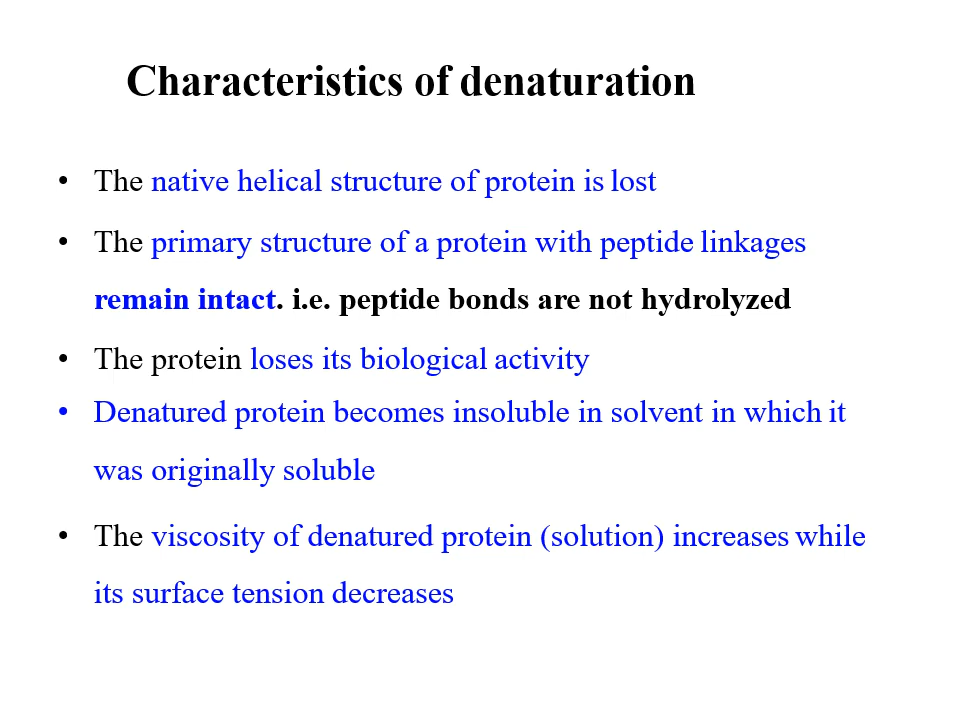 Characteristics of denaturation
• The native helical structure of protein is lost
• The primary structure of a protein with peptide linkages
remain intact. i.e. peptide bonds are not hydrolyzed
• The protein loses its biological activity
• Denatured protein becomes insoluble in solvent in which it
was originally soluble
• The viscosity of denatured protein (solution) increases while
its surface tension decreases